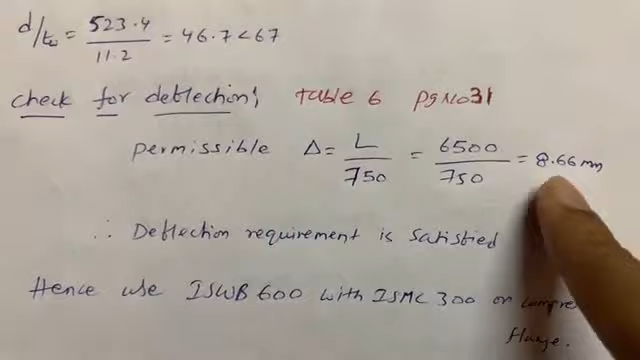 d/tw = 523.4 / 11.2 = 46.7 < 67
check for deflection; Table 6 pg No 31
permissible Δ = L / 750 = 6500 / 750 = 8.66 mm
∴ Deflection requirement is satisfied
Hence use ISWB 600 with ISMC 300 on
flange.